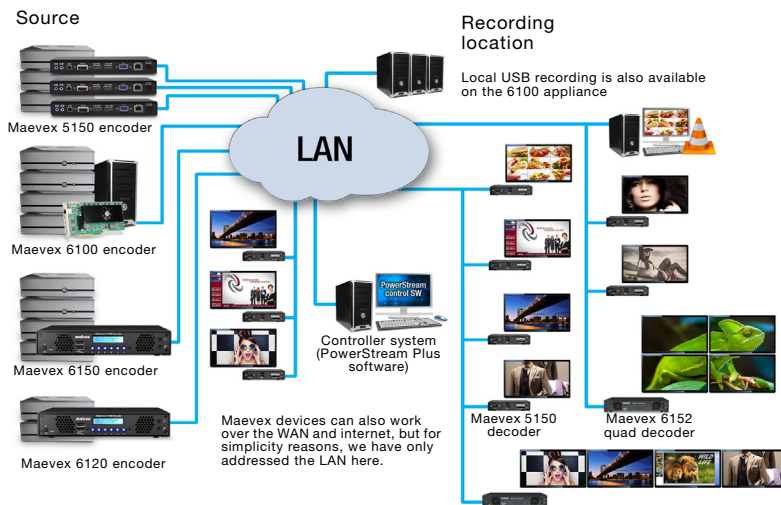 Source
Recording
location
Local USB recording is also available
on the 6100 appliance
Maevex 5150 encoder
LAN
Maevex 6100 encoder
PowerStream
control SW
Controller system
(PowerStream Plus
software)
Maevex 6150 encoder
Maevex 5150
decoder
Maevex 6152
quad decoder
Maevex devices can also work
over the WAN and internet, but for
simplicity reasons, we have only
addressed the LAN here.
Maevex 6120 encoder
WILD
LIFE